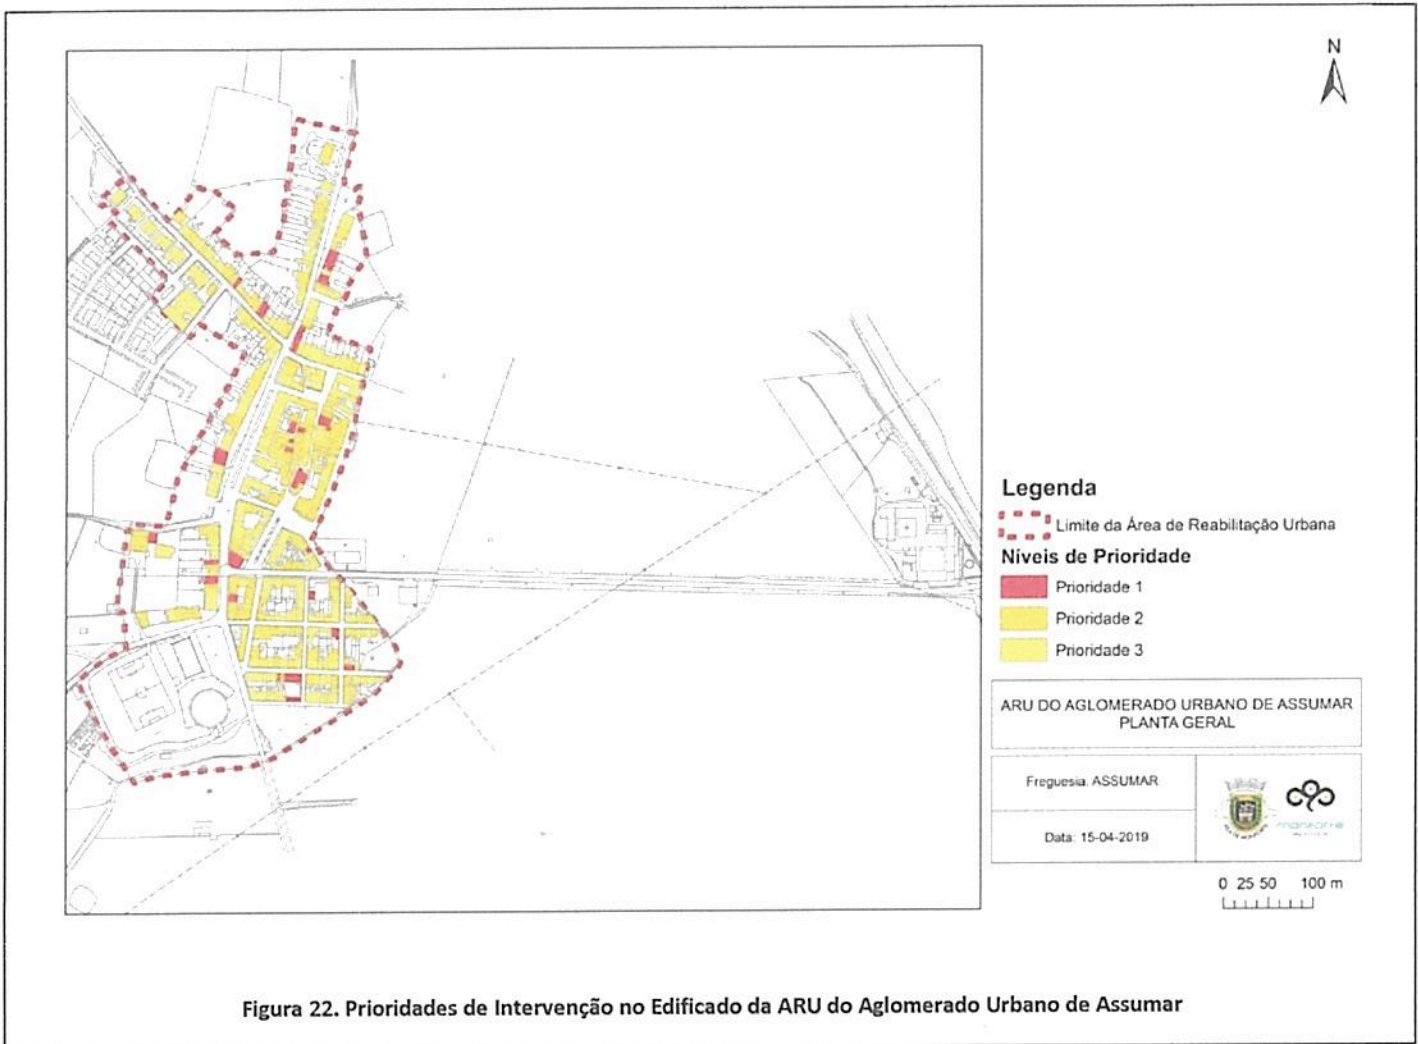 N
Legenda
Limite da Área de Reabilitação Urbana
Níveis de Prioridade
Prioridade 1
Prioridade 2
Prioridade 3
ARU DO AGLOMERADO URBANO DE ASSUMAR
PLANTA GERAL
Freguesia. ASSUMAR
Data: 15-04-2019
monforte
0 25 50 100 m
Figura 22. Prioridades de Intervenção no Edificado da ARU do Aglomerado Urbano de Assumar